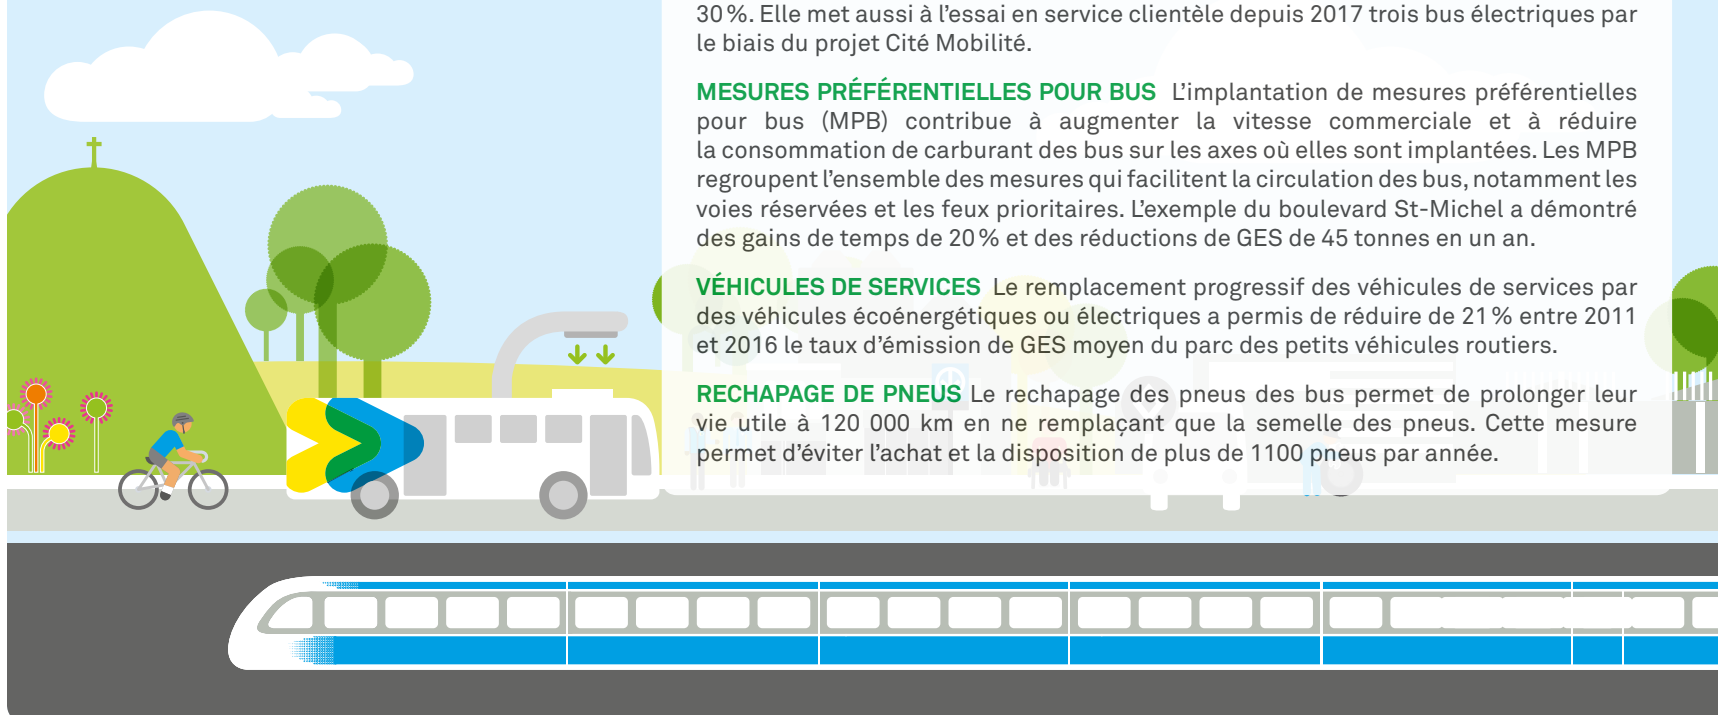 30 %. Elle met aussi à l’essai en service clientèle depuis 2017 trois bus électriques par
le biais du projet Cité Mobilité.
MESURES PRÉFÉRENTIELLES POUR BUS L’implantation de mesures préférentielles
pour bus (MPB) contribue à augmenter la vitesse commerciale et à réduire
la consommation de carburant des bus sur les axes où elles sont implantées. Les MPB
regroupent l’ensemble des mesures qui facilitent la circulation des bus, notamment les
voies réservées et les feux prioritaires. L’exemple du boulevard St-Michel a démontré
des gains de temps de 20 % et des réductions de GES de 45 tonnes en un an.
VÉHICULES DE SERVICES Le remplacement progressif des véhicules de services par
des véhicules écoénergétiques ou électriques a permis de réduire de 21 % entre 2011
et 2016 le taux d’émission de GES moyen du parc des petits véhicules routiers.
RECHAPAGE DE PNEUS Le rechapage des pneus des bus permet de prolonger leur
vie utile à 120 000 km en ne remplaçant que la semelle des pneus. Cette mesure
permet d’éviter l’achat et la disposition de plus de 1100 pneus par année.